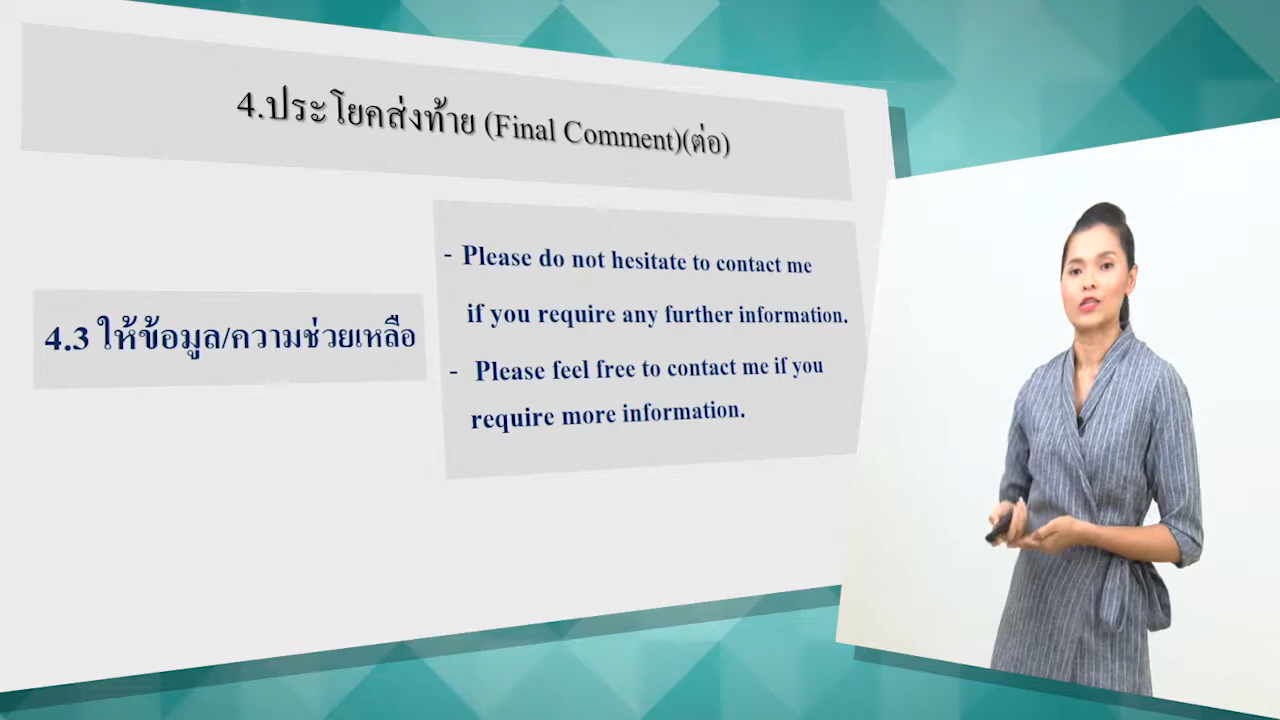 4.ประโยคส่งท้าย (Final Comment)(ต่อ)
4.3 ให้ข้อมูล/ความช่วยเหลือ
- Please do not hesitate to contact me
if you require any further information.
- Please feel free to contact me if you
require more information.